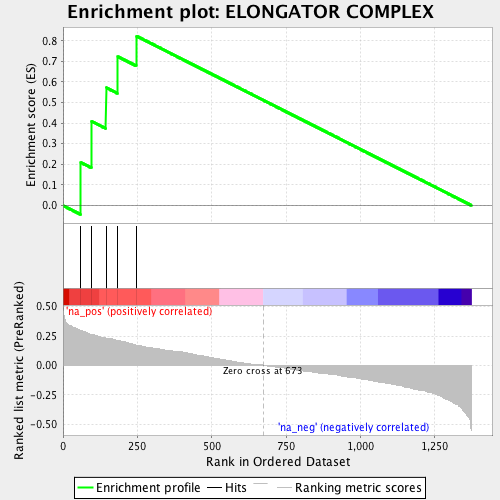 Enrichment plot: ELONGATOR COMPLEX
Enrichment score (ES)
0.8
0.7
0.6
0.5
0.4
0.3
0.2
0.1
0.0
Ranked list metric (PreRanked)
0.50
0.25
0.00
-0.25
-0.50
'na_pos' (positively correlated)
Zero cross at 673
'na_neg' (negatively correlated)
0 250 500 750 1,000 1,250
Rank in Ordered Dataset
Enrichment profile Hits Ranking metric scores